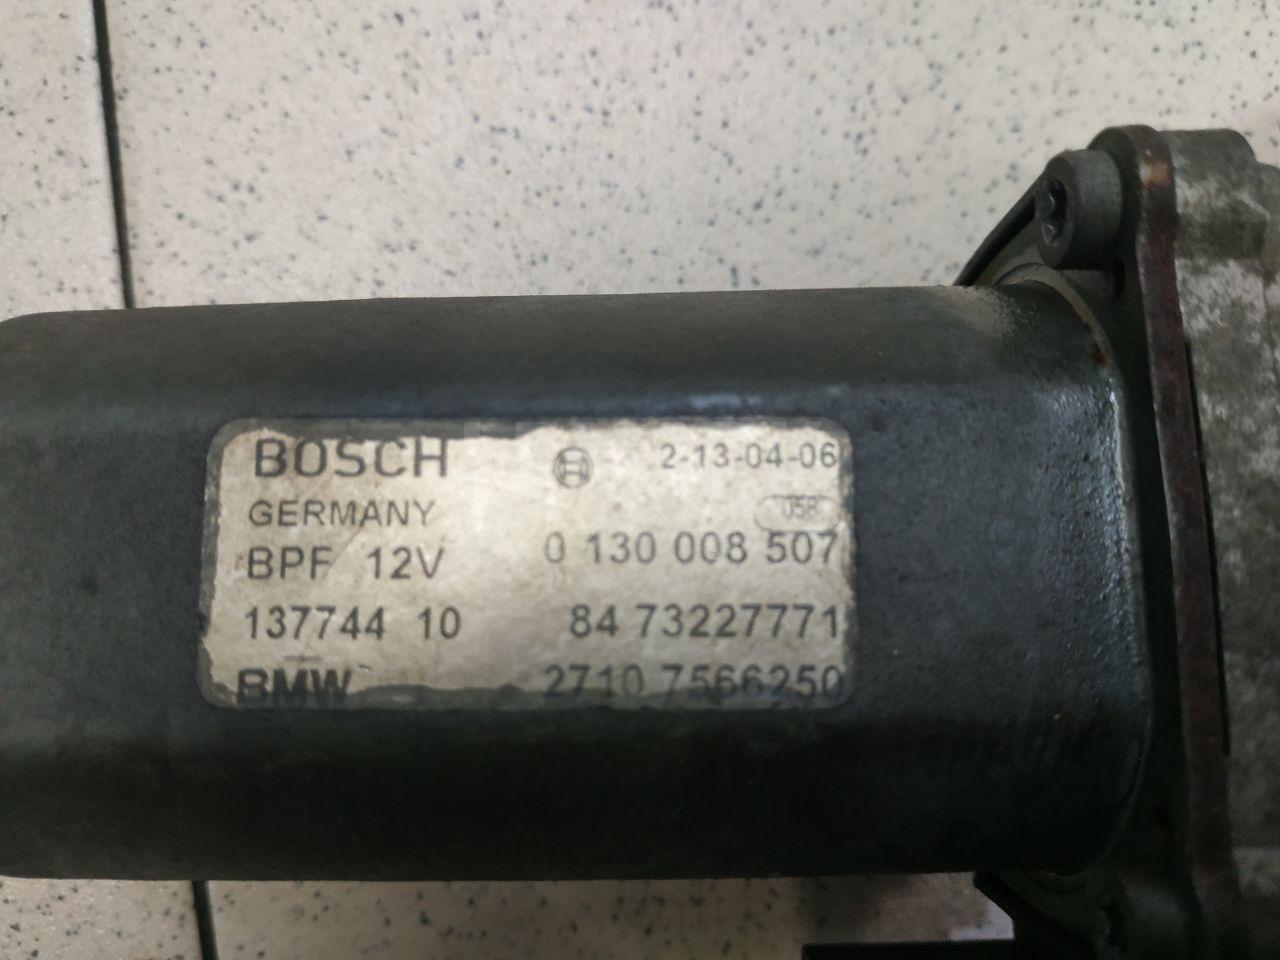 BOSCH 2-13-04-06
GERMANY 058
BPF 12V 0 130 008 507
137744 10 84 73227771
BMW 2710 7566250